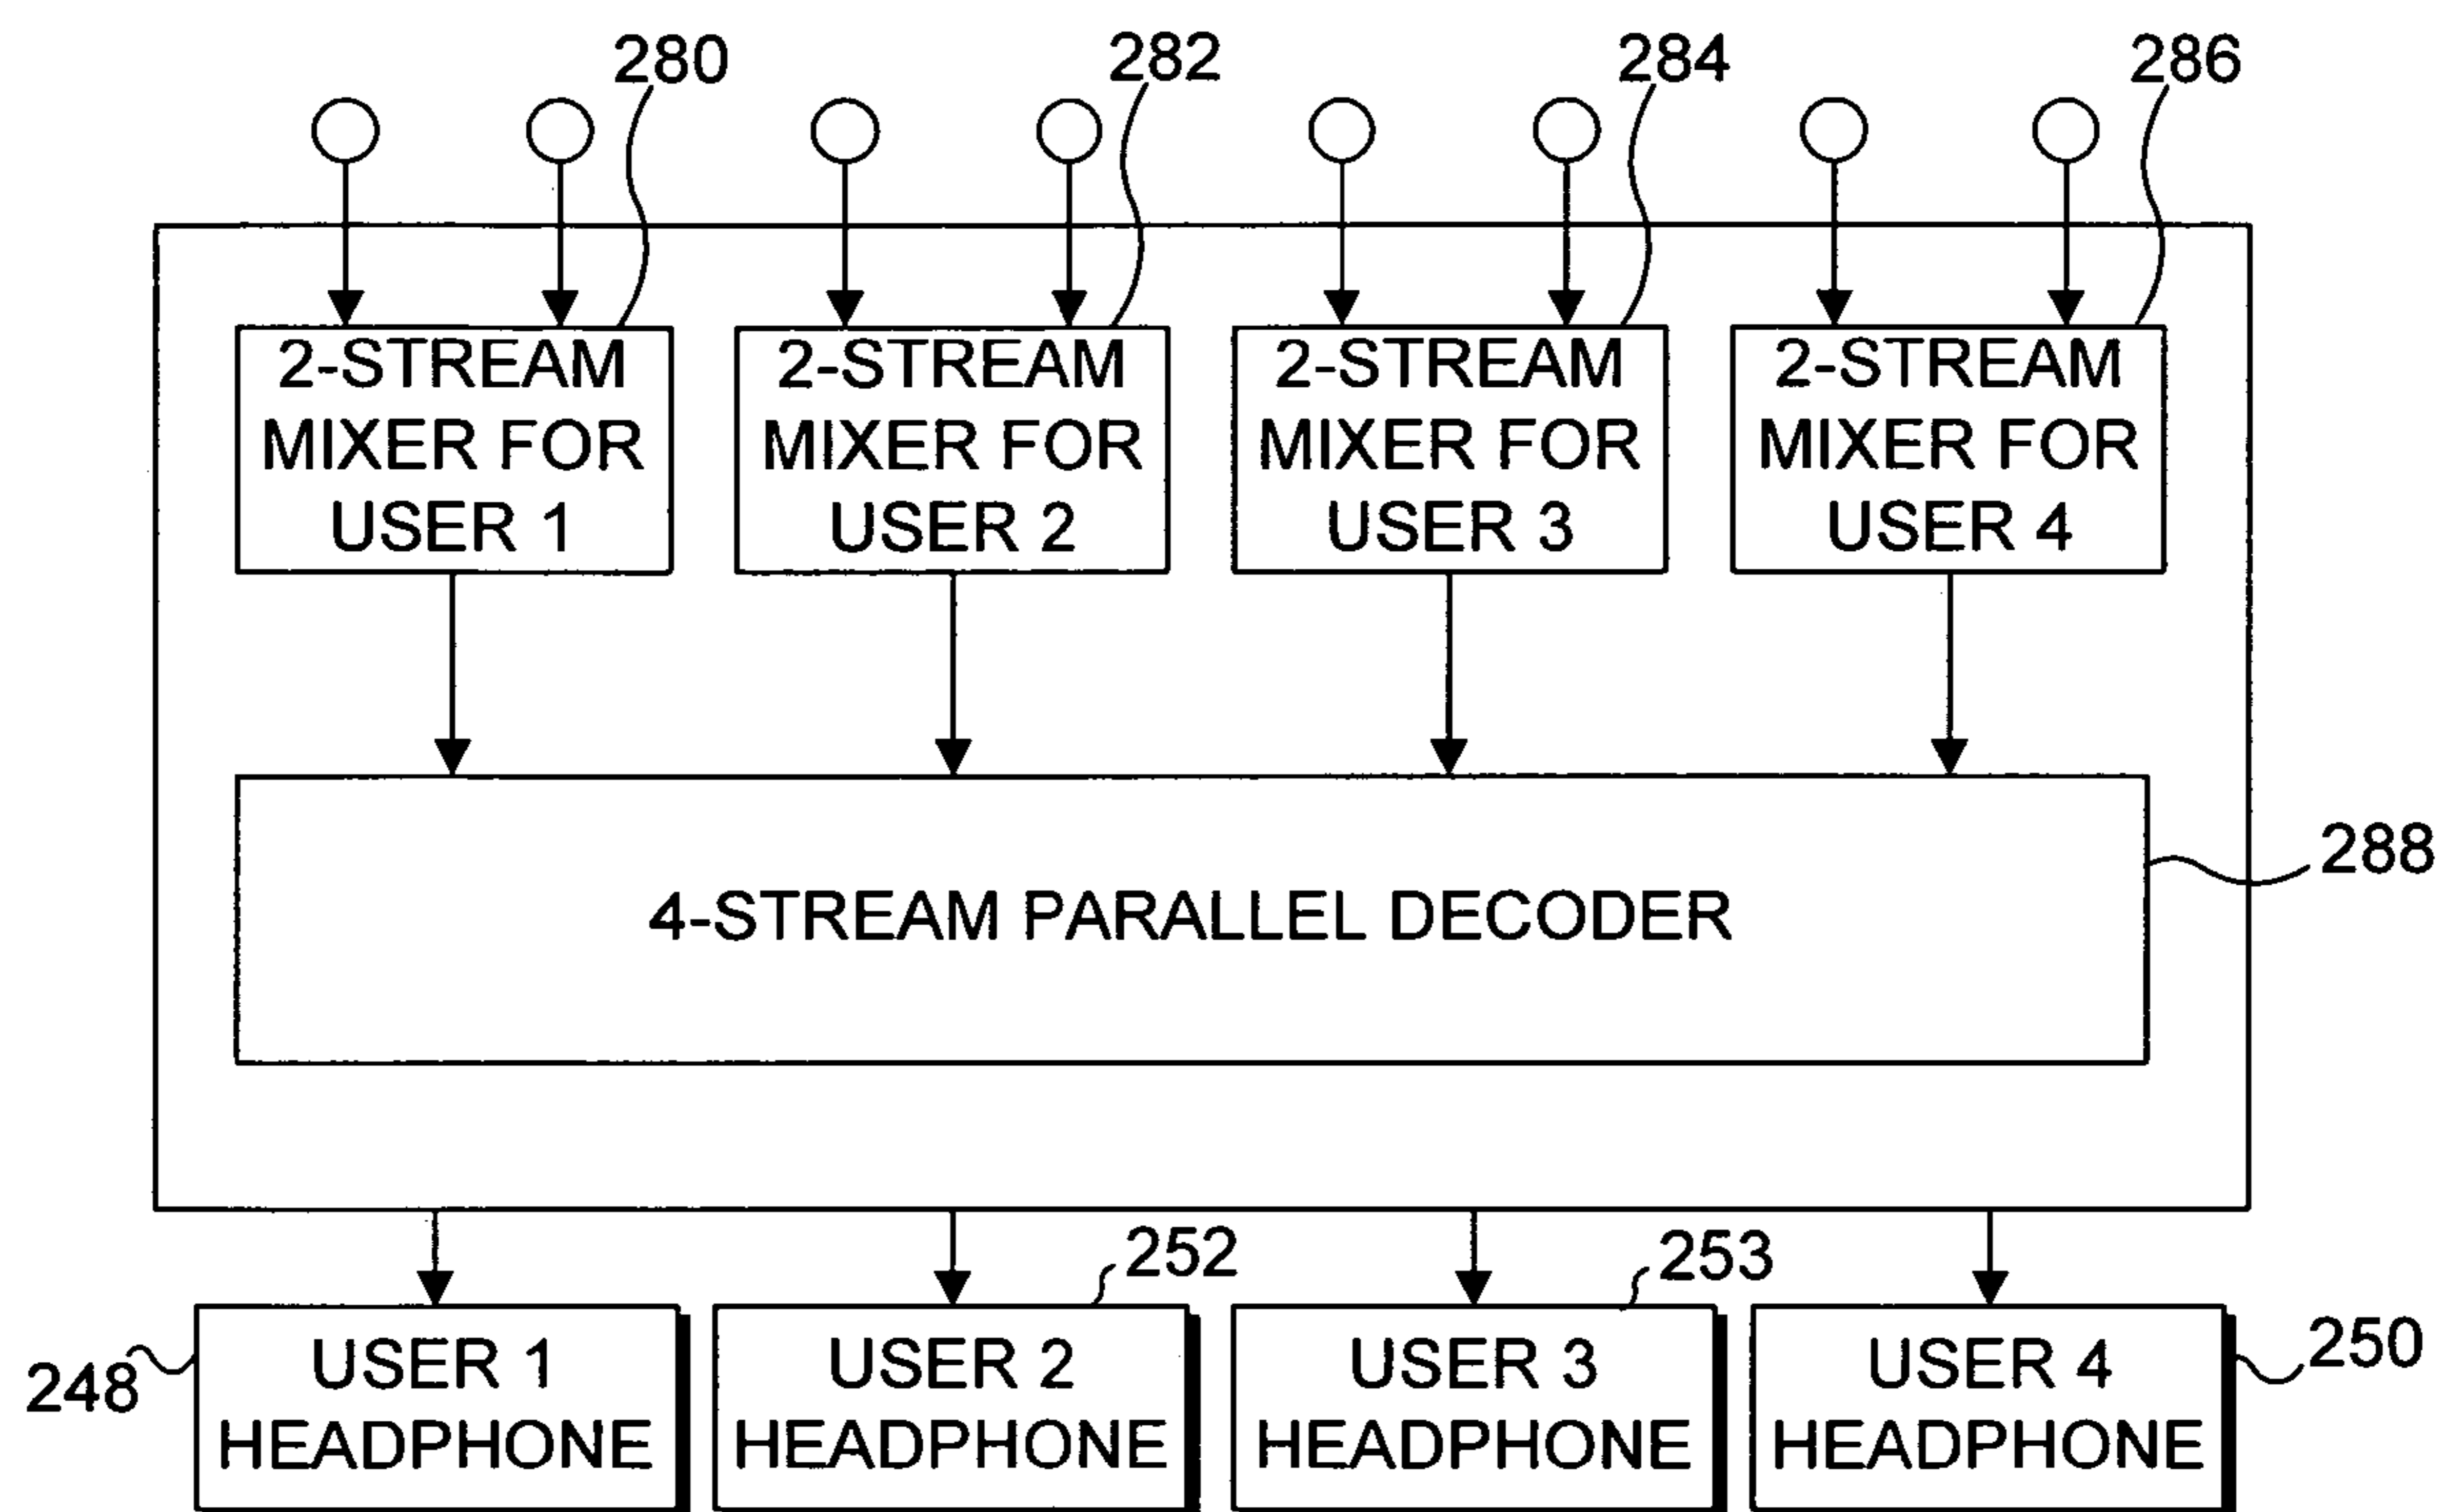 280
282
284
286
2-STREAM
MIXER FOR
USER 1
2-STREAM
MIXER FOR
USER 2
2-STREAM
MIXER FOR
USER 3
2-STREAM
MIXER FOR
USER 4
4-STREAM PARALLEL DECODER
288
252
253
248
USER 1
HEADPHONE
USER 2
HEADPHONE
USER 3
HEADPHONE
USER 4
HEADPHONE
250